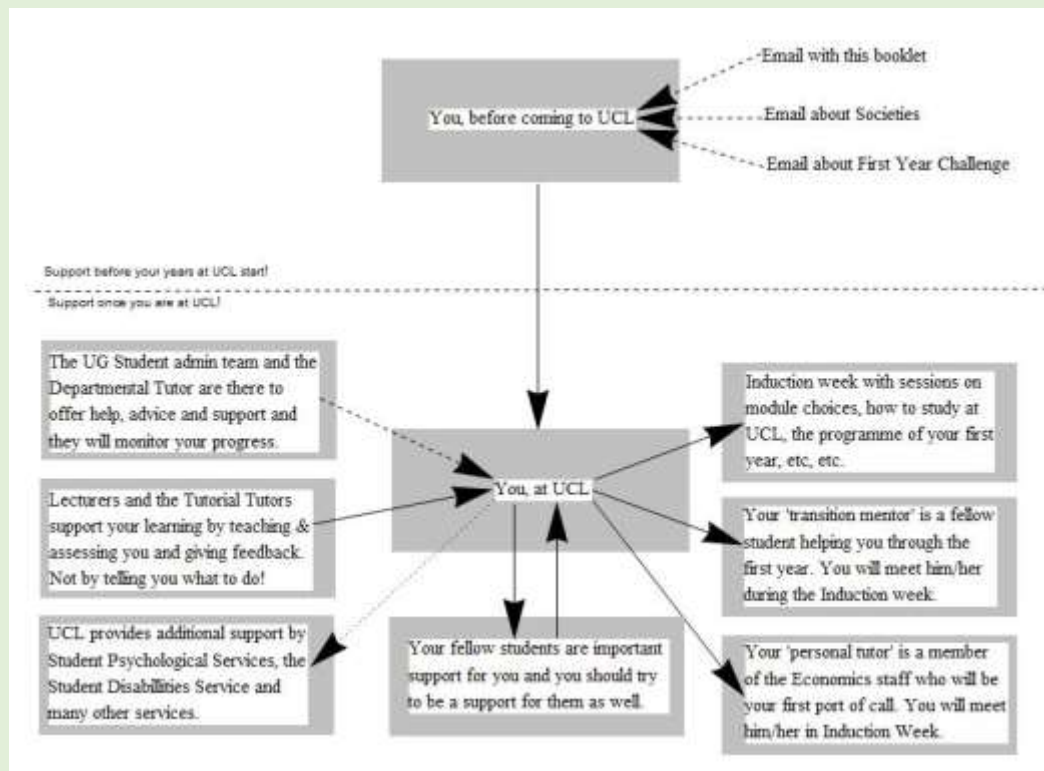 Email with this booklet
You, before coming to UCL
Email about Societies
Email about First Year Challenge
Support before your years at UCL start!
Support once you are at UCL!
The UG Student admin team and the
Departmental Tutor are there to
offer help, advice and support and
they will monitor your progress.
Induction week with sessions on
module choices, how to study at
UCL, the programme of your first
year, etc, etc.
You, at UCL
Lecturers and the Tutorial Tutors
support your learning by teaching &
assessing you and giving feedback.
Not by telling you what to do!
Your 'transition mentor' is a fellow
student helping you through the
first year. You will meet him/her
during the Induction week.
UCL provides additional support by
Student Psychological Services, the
Student Disabillities Service and
many other services.
Your fellow students are important
support for you and you should try
to be a support for them as well.
Your 'personal tutor' is a member
of the Economics staff who will be
your first port of call. You will meet
him/her in Induction Week.